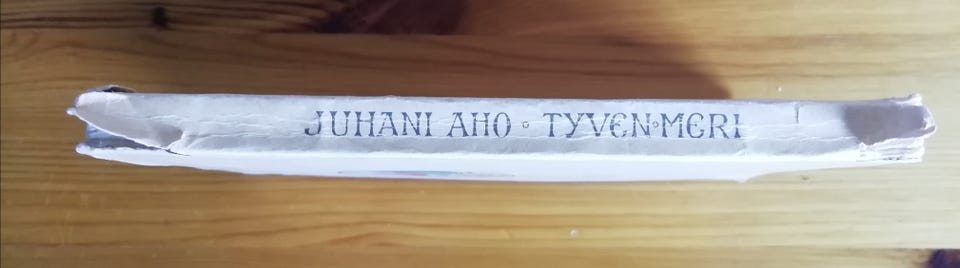 JUHANI AHO · TYVEN·MERI